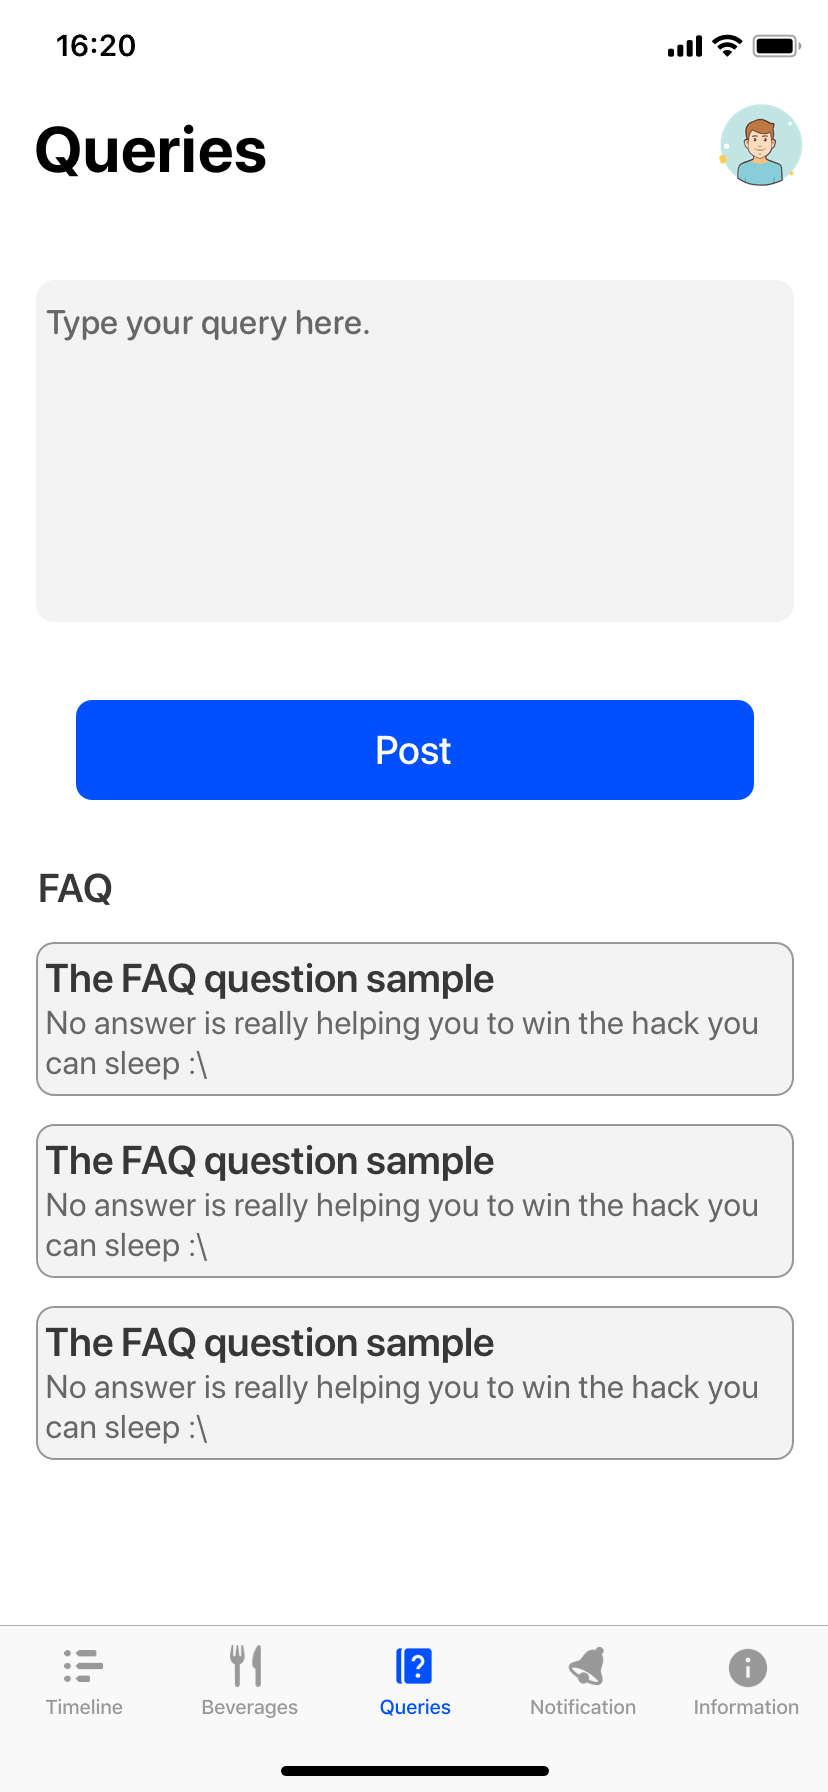 16:20
Queries
Type your query here.
Post
FAQ
The FAQ question sample
No answer is really helping you to win the hack you
can sleep :\
The FAQ question sample
No answer is really helping you to win the hack you
can sleep :\
The FAQ question sample
No answer is really helping you to win the hack you
can sleep :\
Timeline
Beverages
Queries
Notification
Information